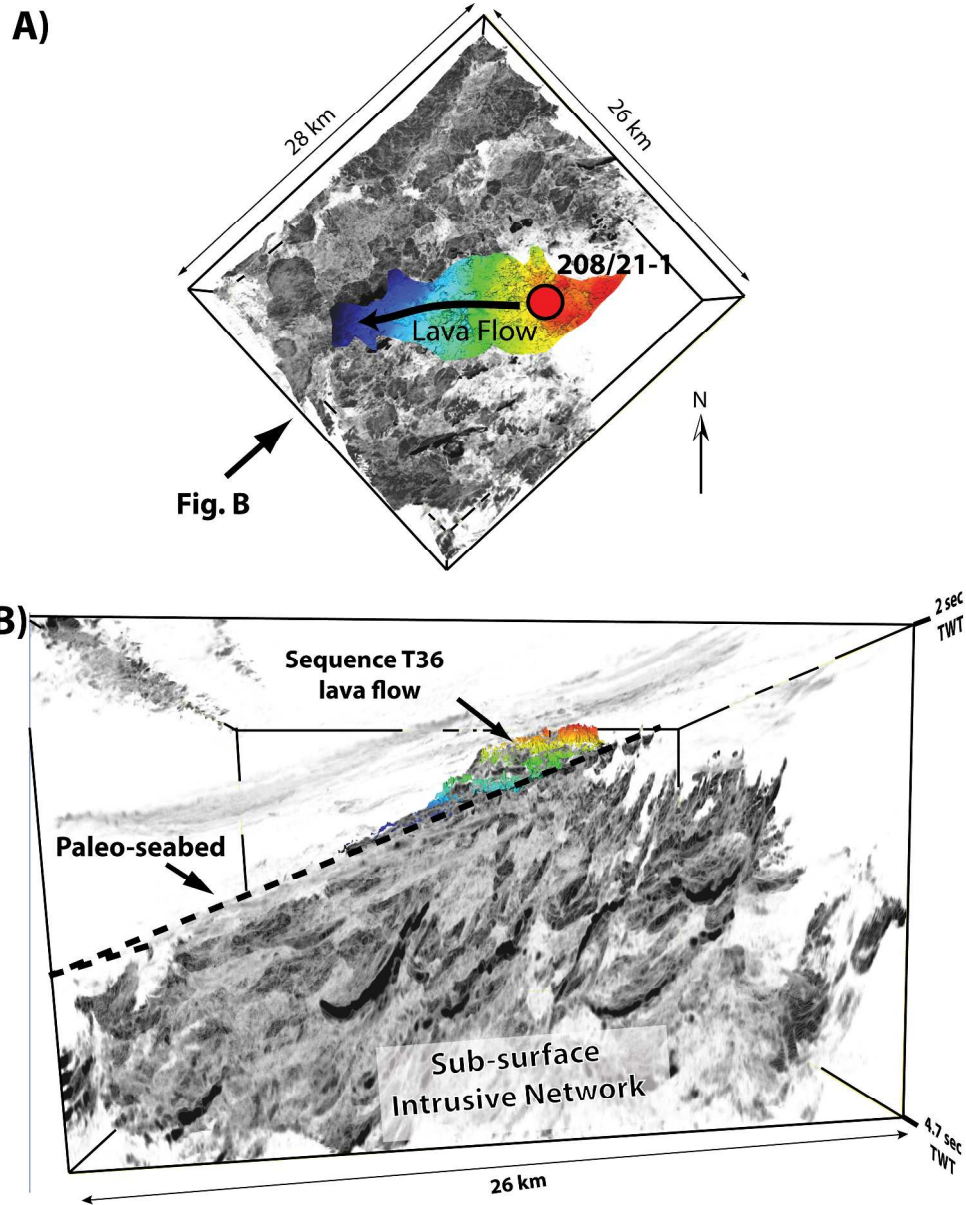 A)
28 km
26 km
208/21-1
Lava Flow
N
Fig. B
B)
2 sec
TWT
Sequence T36
lava flow
Paleo-seabed
Sub-surface
Intrusive Network
4.7 sec
TWT
26 km